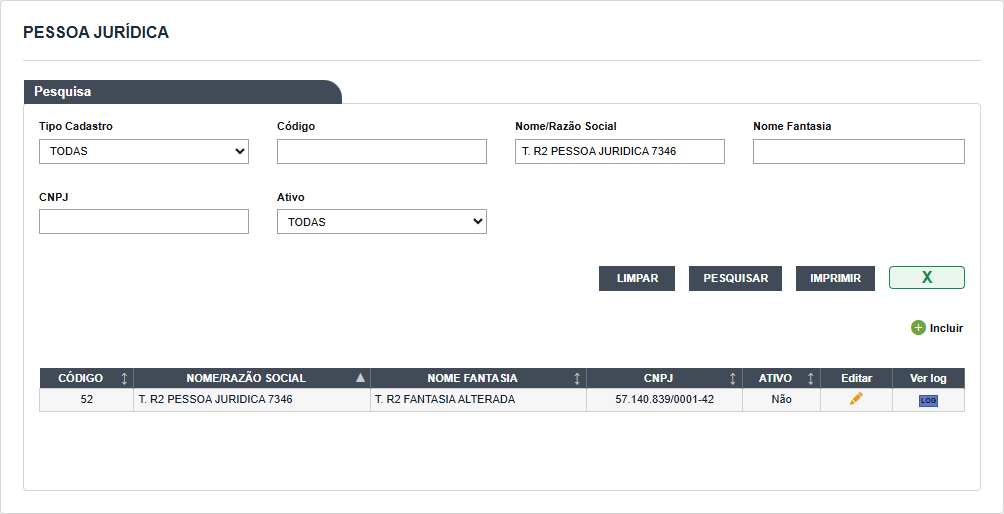 PESSOA JURÍDICA
Pesquisa
Tipo Cadastro Código Nome/Razão Social Nome Fantasia
TODAS T. R2 PESSOA JURIDICA 7346
CNPJ Ativo
TODAS
LIMPAR PESQUISAR IMPRIMIR X
Incluir
CÓDIGO NOME/RAZÃO SOCIAL NOME FANTASIA CNPJ ATIVO Editar Ver log
52 T. R2 PESSOA JURIDICA 7346 T. R2 FANTASIA ALTERADA 57.140.839/0001-42 Não LOG